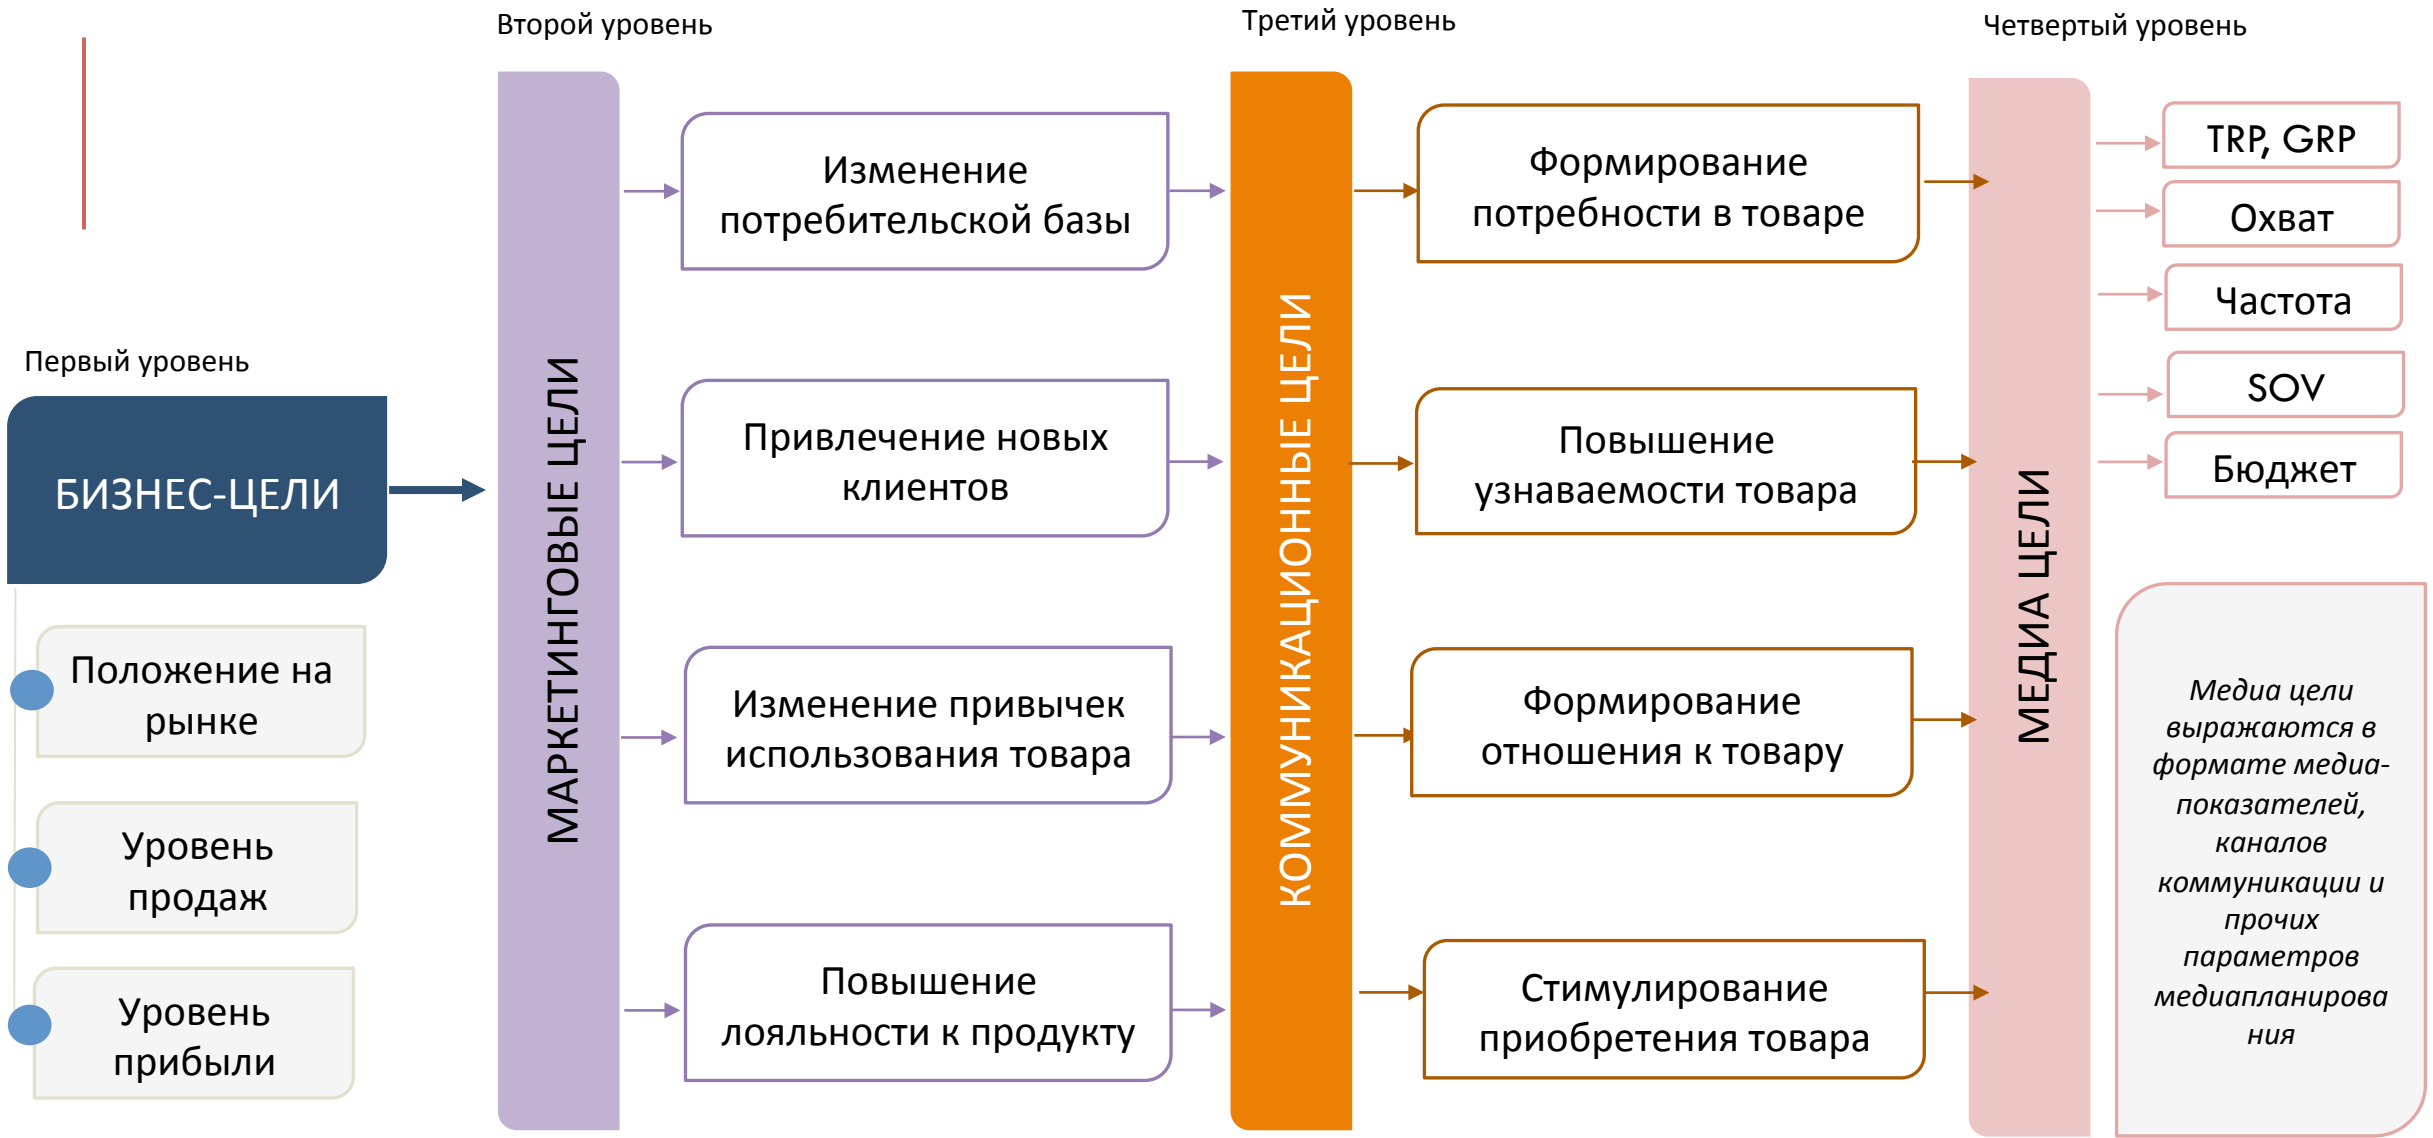 Первый уровень
БИЗНЕС-ЦЕЛИ
Положение на
рынке
Уровень
продаж
Уровень
прибыли
Второй уровень
МАРКЕТИНГОВЫЕ ЦЕЛИ
Изменение
потребительской базы
Привлечение новых
клиентов
Изменение привычек
использования товара
Повышение
лояльности к продукту
Третий уровень
КОММУНИКАЦИОННЫЕ ЦЕЛИ
Формирование
потребности в товаре
Повышение
узнаваемости товара
Формирование
отношения к товару
Стимулирование
приобретения товара
Четвертый уровень
МЕДИА ЦЕЛИ
TRP, GRP
Охват
Частота
SOV
Бюджет
Медиа цели
выражаются в
формате медиа-
показателей,
каналов
коммуникации и
прочих
параметров
медиапланирова
ния